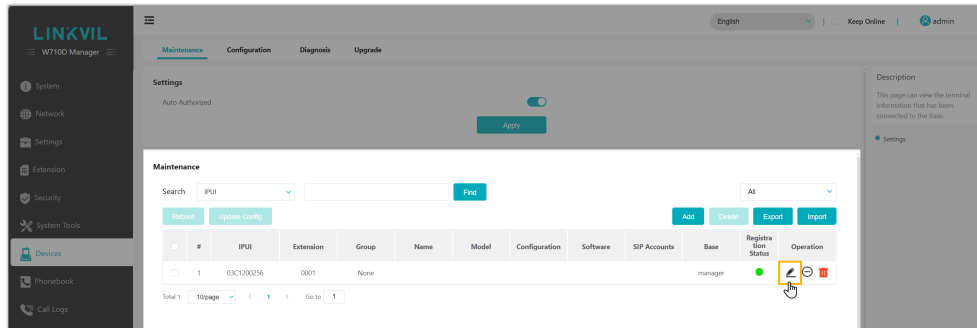 LINKVIL
W710D Manager
English
Keep Online
admin
Maintenance Configuration Diagnosis Upgrade
System
Network
Settings
Extension
Security
System Tools
Devices
Phonebook
Call Logs
Settings
Auto Authorized
Apply
Description
This page can view the terminal
information that has been
connected to the Base.
Settings
Maintenance
Search IPUI Find All
Reboot Update Config Add Delete Export Import
# IPUI Extension Group Name Model Configuration Software SIP Accounts Base Registra
tion
Status Operation
1 03C1200256 0001 None manager
Total 1 10/page < 1 > Go to 1